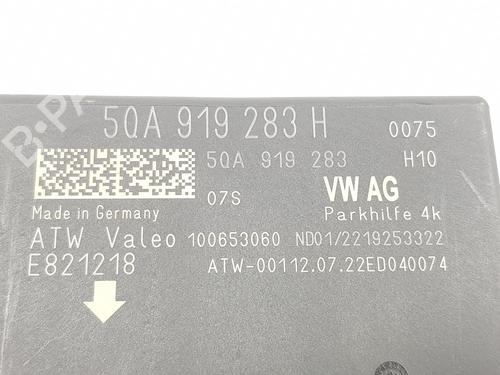 5QA 919 283 H 0075
5QA 919 283 H10
07S VW AG
Made in Germany Parkhilfe 4k
ATW Valeo 100653060 ND01/2219253322
E821218 ATW-00112.07.22ED040074
B-PA